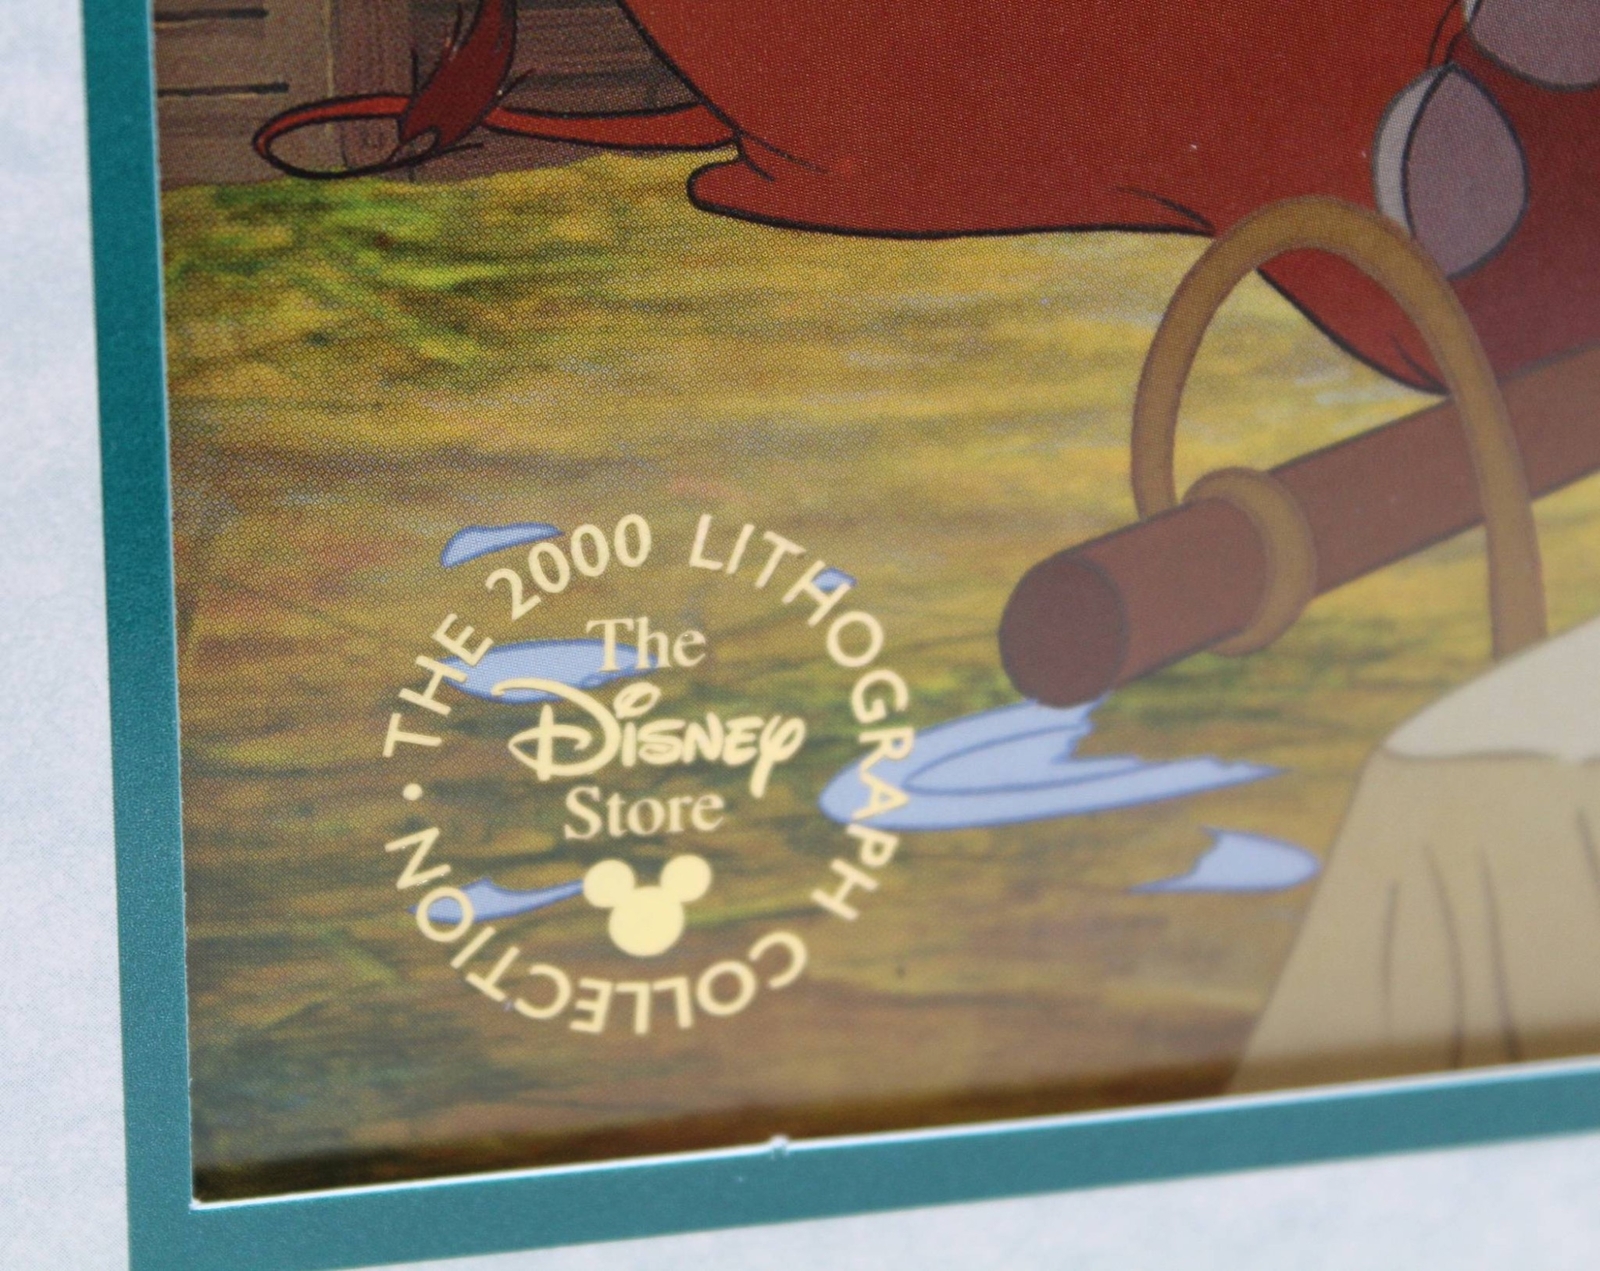 THE 2000 LITHOGRAPH COLLECTION ·
The
Disney
Store